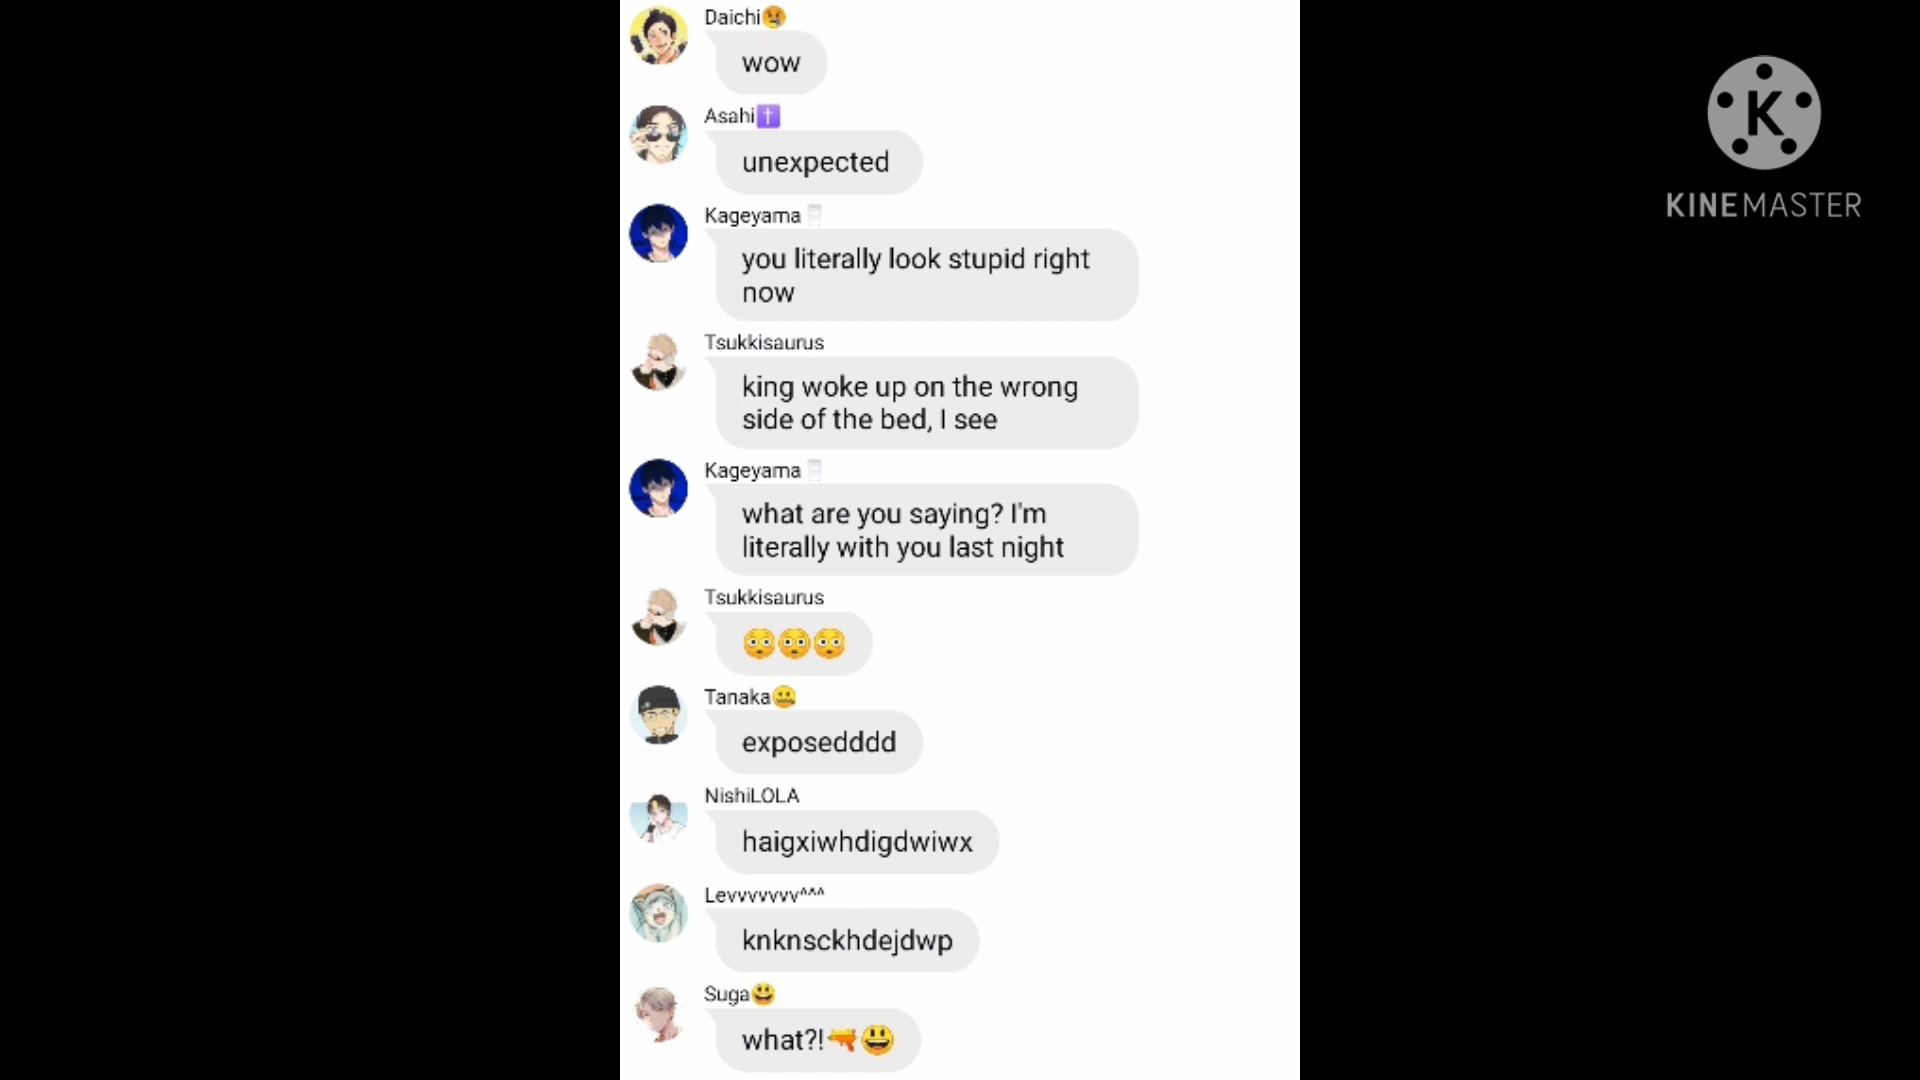 Daichi🤬
wow
Asahi✝️
unexpected
Kageyama🥛
you literally look stupid right
now
Tsukkisaurus
king woke up on the wrong
side of the bed, I see
Kageyama🥛
what are you saying? I'm
literally with you last night
Tsukkisaurus
😳😳😳
Tanaka🤐
exposedddd
NishiLOLA
haigxiwhdigdwiwx
Levvvvvvv^^^
knknsckhdejdwp
Suga😃
what?!🔫😃
K
KINEMASTER